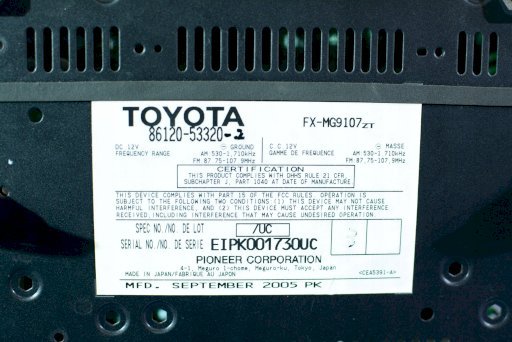 TOYOTA FX-MG9107ZT
86120-53320-2
DC 12V ⊖ GROUND C.C 12V ⊖ MASSE
FREQUENCY RANGE AM 530-1,710kHz GAMME DE FREQUENCE AM 530-1,710kHz
FM 87.75-107.9MHz FM 87.75-107.9MHz
CERTIFICATION
THIS PRODUCT COMPLIES WITH DHHS RULE 21 CFR
SUBCHAPTER J, PART 1040 AT DATE OF MANUFACTURE
THIS DEVICE COMPLIES WITH PART 15 OF THE FCC RULES. OPERATION IS
SUBJECT TO THE FOLLOWING TWO CONDITIONS (1) THIS DEVICE MAY NOT CAUSE
HARMFUL INTERFERENCE, AND (2) THIS DEVICE MUST ACCEPT ANY INTERFERENCE
RECEIVED,INCLUDING INTERFERENCE THAT MAY CAUSE UNDESIRED OPERATION.
SPEC NO./NO. DE LOT /UC
SERIAL NO./NO. DE SERIE EIPK001730UC
PIONEER CORPORATION
4-1, Meguro 1-chome, Meguro-ku, Tokyo, Japan
MADE IN JAPAN/FABRIQUE AU JAPON <CEA5391-A>
MFD. SEPTEMBER 2005 PK